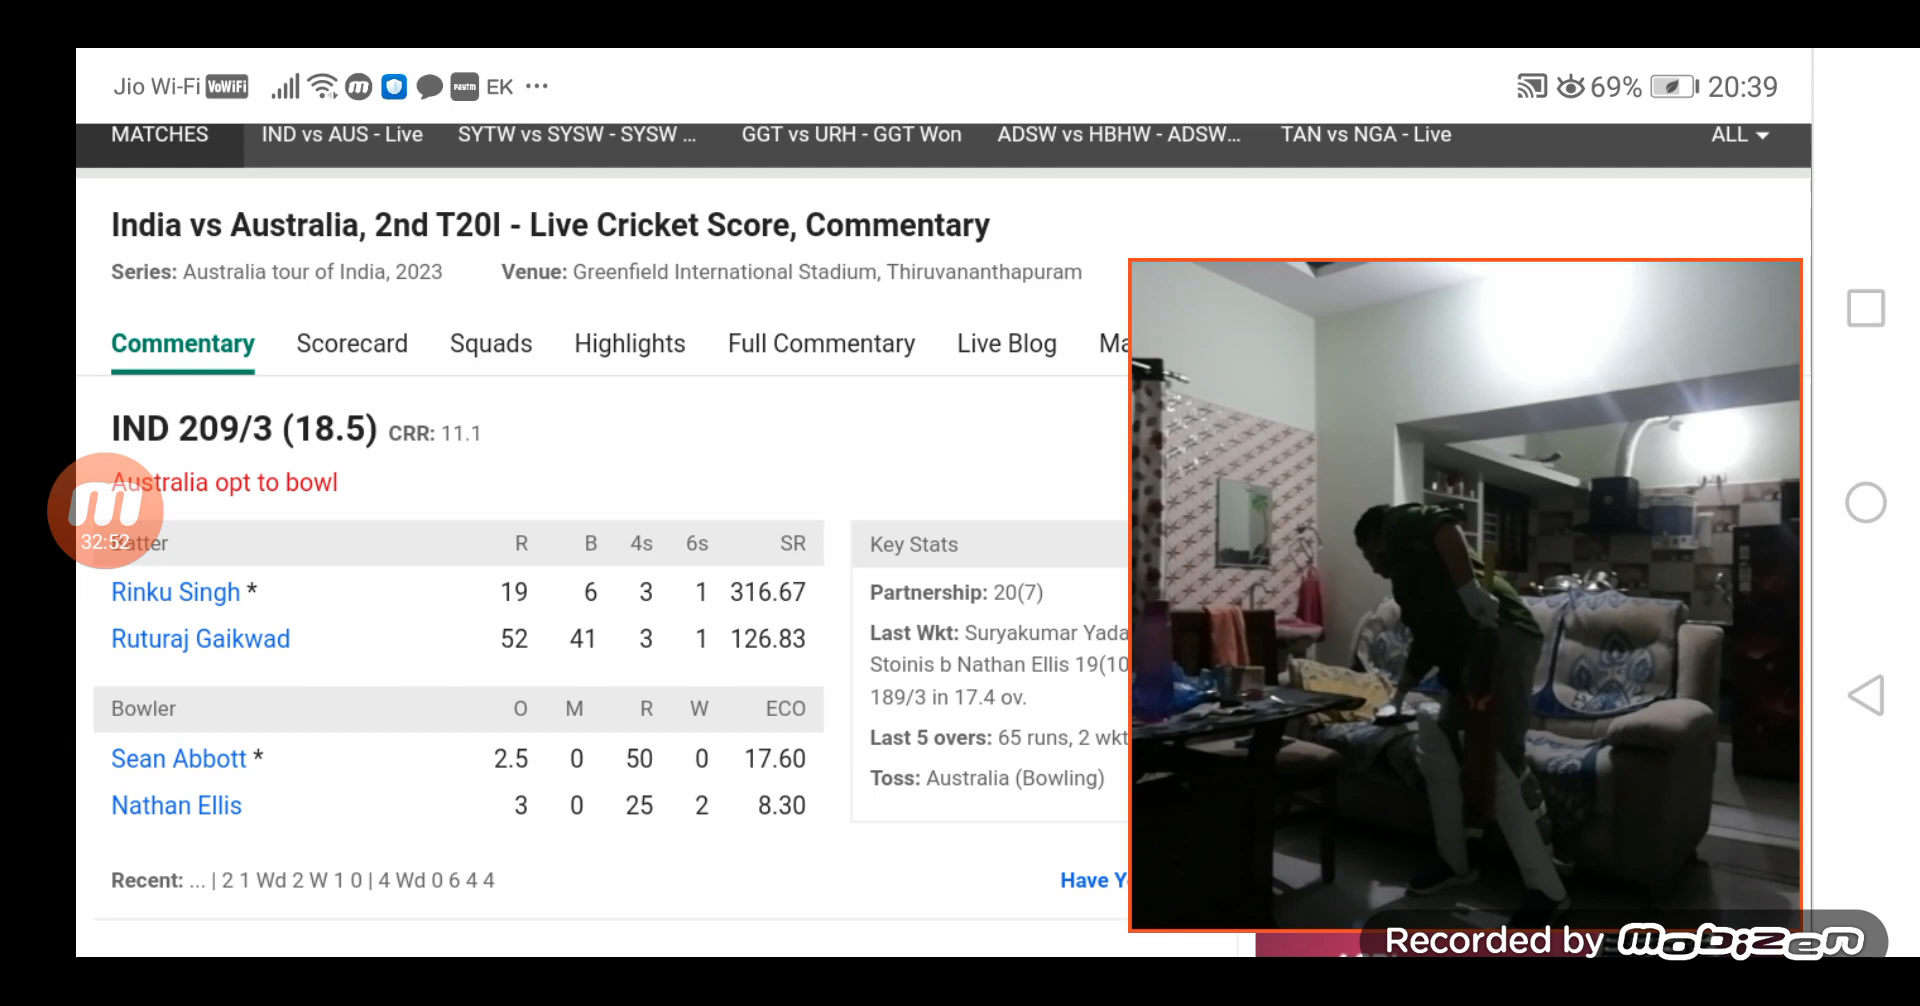 Jio Wi-Fi VoWiFi m Paytm EK ... 69% 20:39
MATCHES IND vs AUS - Live SYTW vs SYSW - SYSW ... GGT vs URH - GGT Won ADSW vs HBHW - ADSW... TAN vs NGA - Live ALL
India vs Australia, 2nd T20I - Live Cricket Score, Commentary
Series: Australia tour of India, 2023 Venue: Greenfield International Stadium, Thiruvananthapuram
Commentary Scorecard Squads Highlights Full Commentary Live Blog Ma
IND 209/3 (18.5) CRR: 11.1
Australia opt to bowl
m
32:52
atter R B 4s 6s SR
Rinku Singh * 19 6 3 1 316.67
Ruturaj Gaikwad 52 41 3 1 126.83
Bowler O M R W ECO
Sean Abbott * 2.5 0 50 0 17.60
Nathan Ellis 3 0 25 2 8.30
Recent: ... | 2 1 Wd 2 W 1 0 | 4 Wd 0 6 4 4
Key Stats
Partnership: 20(7)
Last Wkt: Suryakumar Yada
Stoinis b Nathan Ellis 19(10
189/3 in 17.4 ov.
Last 5 overs: 65 runs, 2 wkt
Toss: Australia (Bowling)
Have Y
Recorded by mobizen